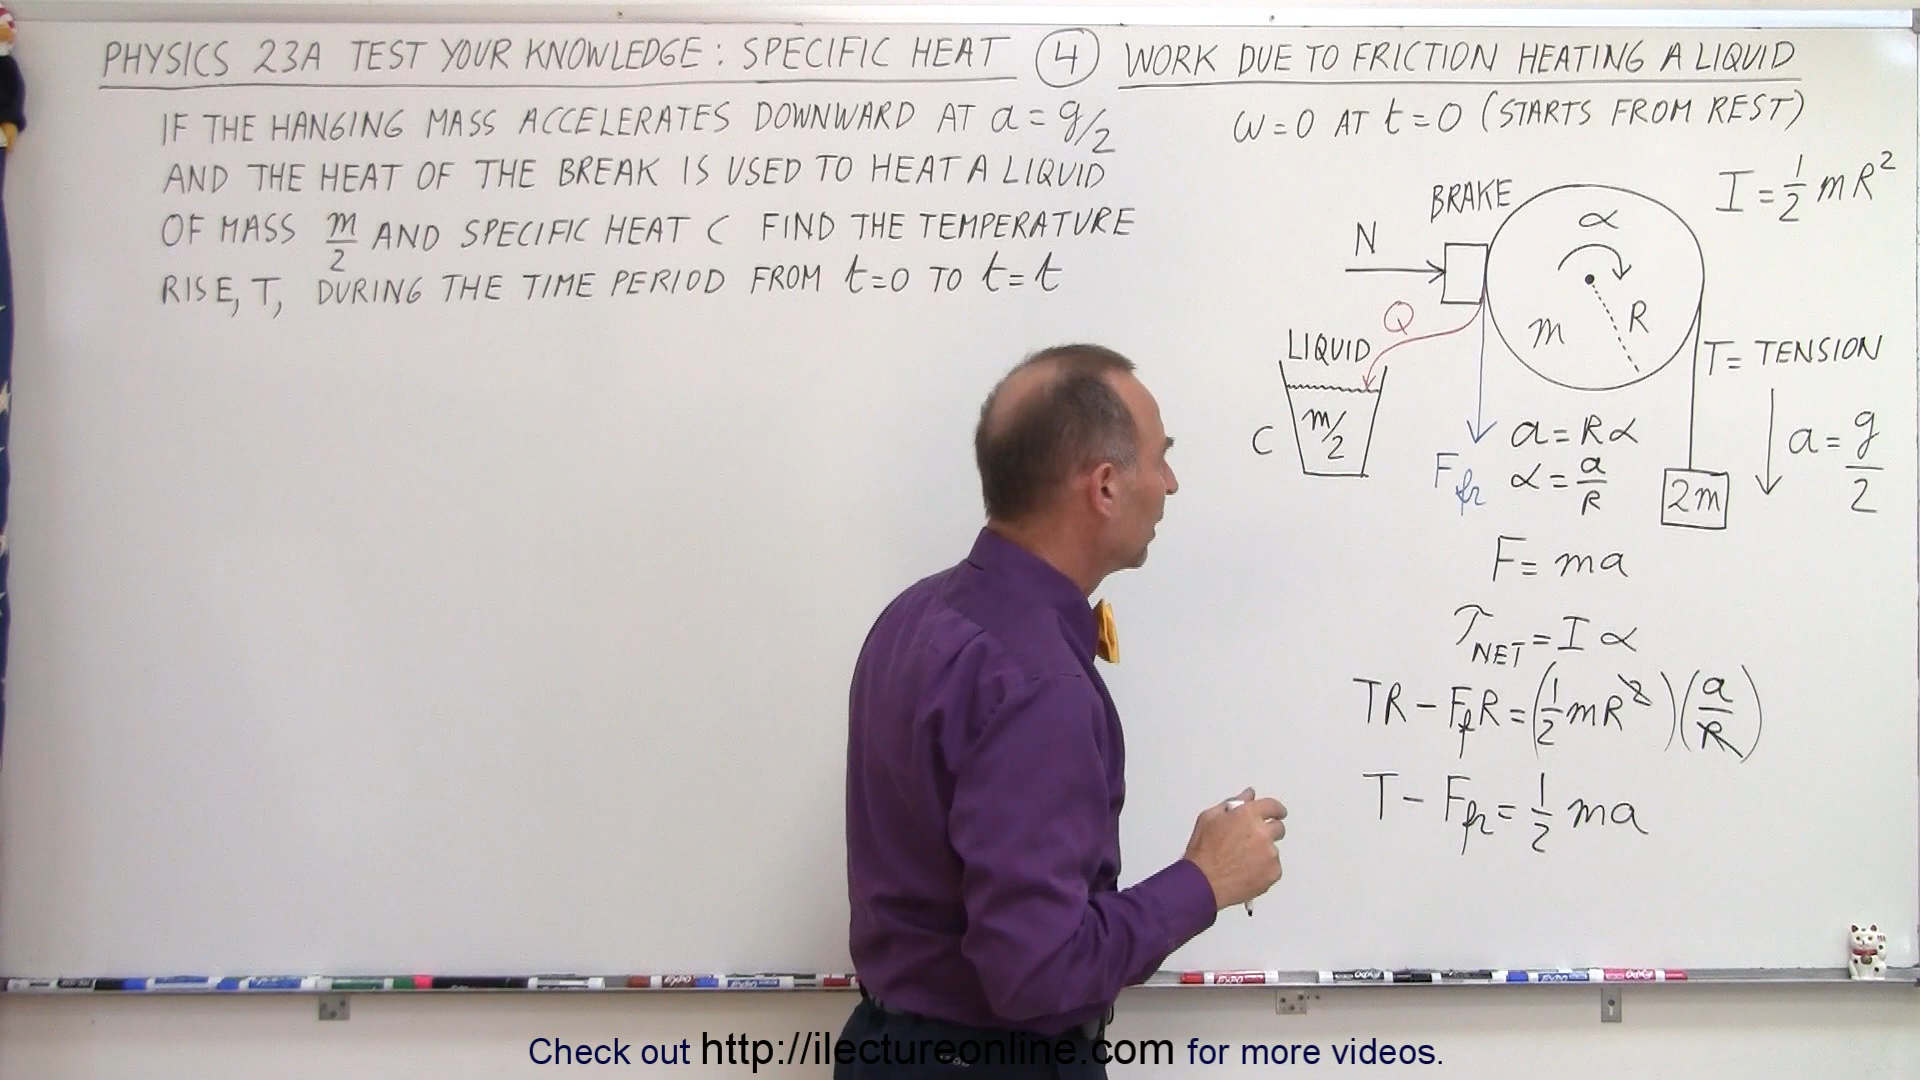 PHYSICS 23A TEST YOUR KNOWLEDGE: SPECIFIC HEAT ④ WORK DUE TO FRICTION HEATING A LIQUID
IF THE HANGING MASS ACCELERATES DOWNWARD AT a = g/2
AND THE HEAT OF THE BREAK IS USED TO HEAT A LIQUID
OF MASS m/2 AND SPECIFIC HEAT C FIND THE TEMPERATURE
RISE, T, DURING THE TIME PERIOD FROM t=0 TO t=t
ω=0 AT t=0 (STARTS FROM REST)
I = 1/2 mR²
BRAKE
N
α
R
m
Q
LIQUID
m/2
C
F_fr
T = TENSION
a = g/2
2m
a = Rα
α = a/R
F = ma
τ_NET = I α
TR - F_f R = (1/2 mR²)(a/R)
T - F_fr = 1/2 ma
Check out http://ilectureonline.com for more videos.